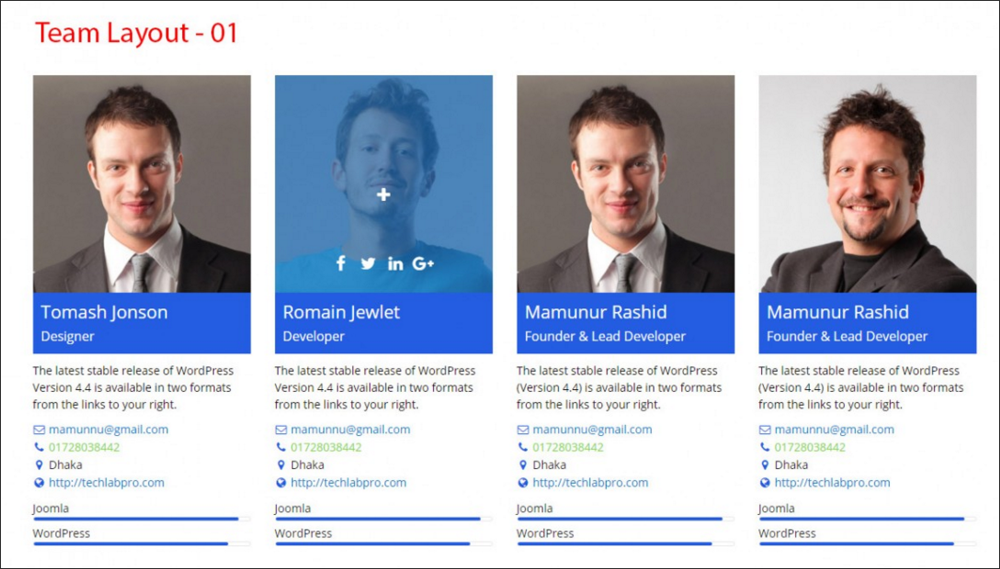 Team Layout - 01
Tomash Jonson
Designer
The latest stable release of WordPress
Version 4.4 is available in two formats
from the links to your right.
mamunnu@gmail.com
01728038442
Dhaka
http://techlabpro.com
Joomla
WordPress
Romain Jewlet
Developer
The latest stable release of WordPress
Version 4.4 is available in two formats
from the links to your right.
mamunnu@gmail.com
01728038442
Dhaka
http://techlabpro.com
Joomla
WordPress
Mamunur Rashid
Founder & Lead Developer
The latest stable release of WordPress
(Version 4.4) is available in two formats
from the links to your right.
mamunnu@gmail.com
01728038442
Dhaka
http://techlabpro.com
Joomla
WordPress
Mamunur Rashid
Founder & Lead Developer
The latest stable release of WordPress
(Version 4.4) is available in two formats
from the links to your right.
mamunnu@gmail.com
01728038442
Dhaka
http://techlabpro.com
Joomla
WordPress